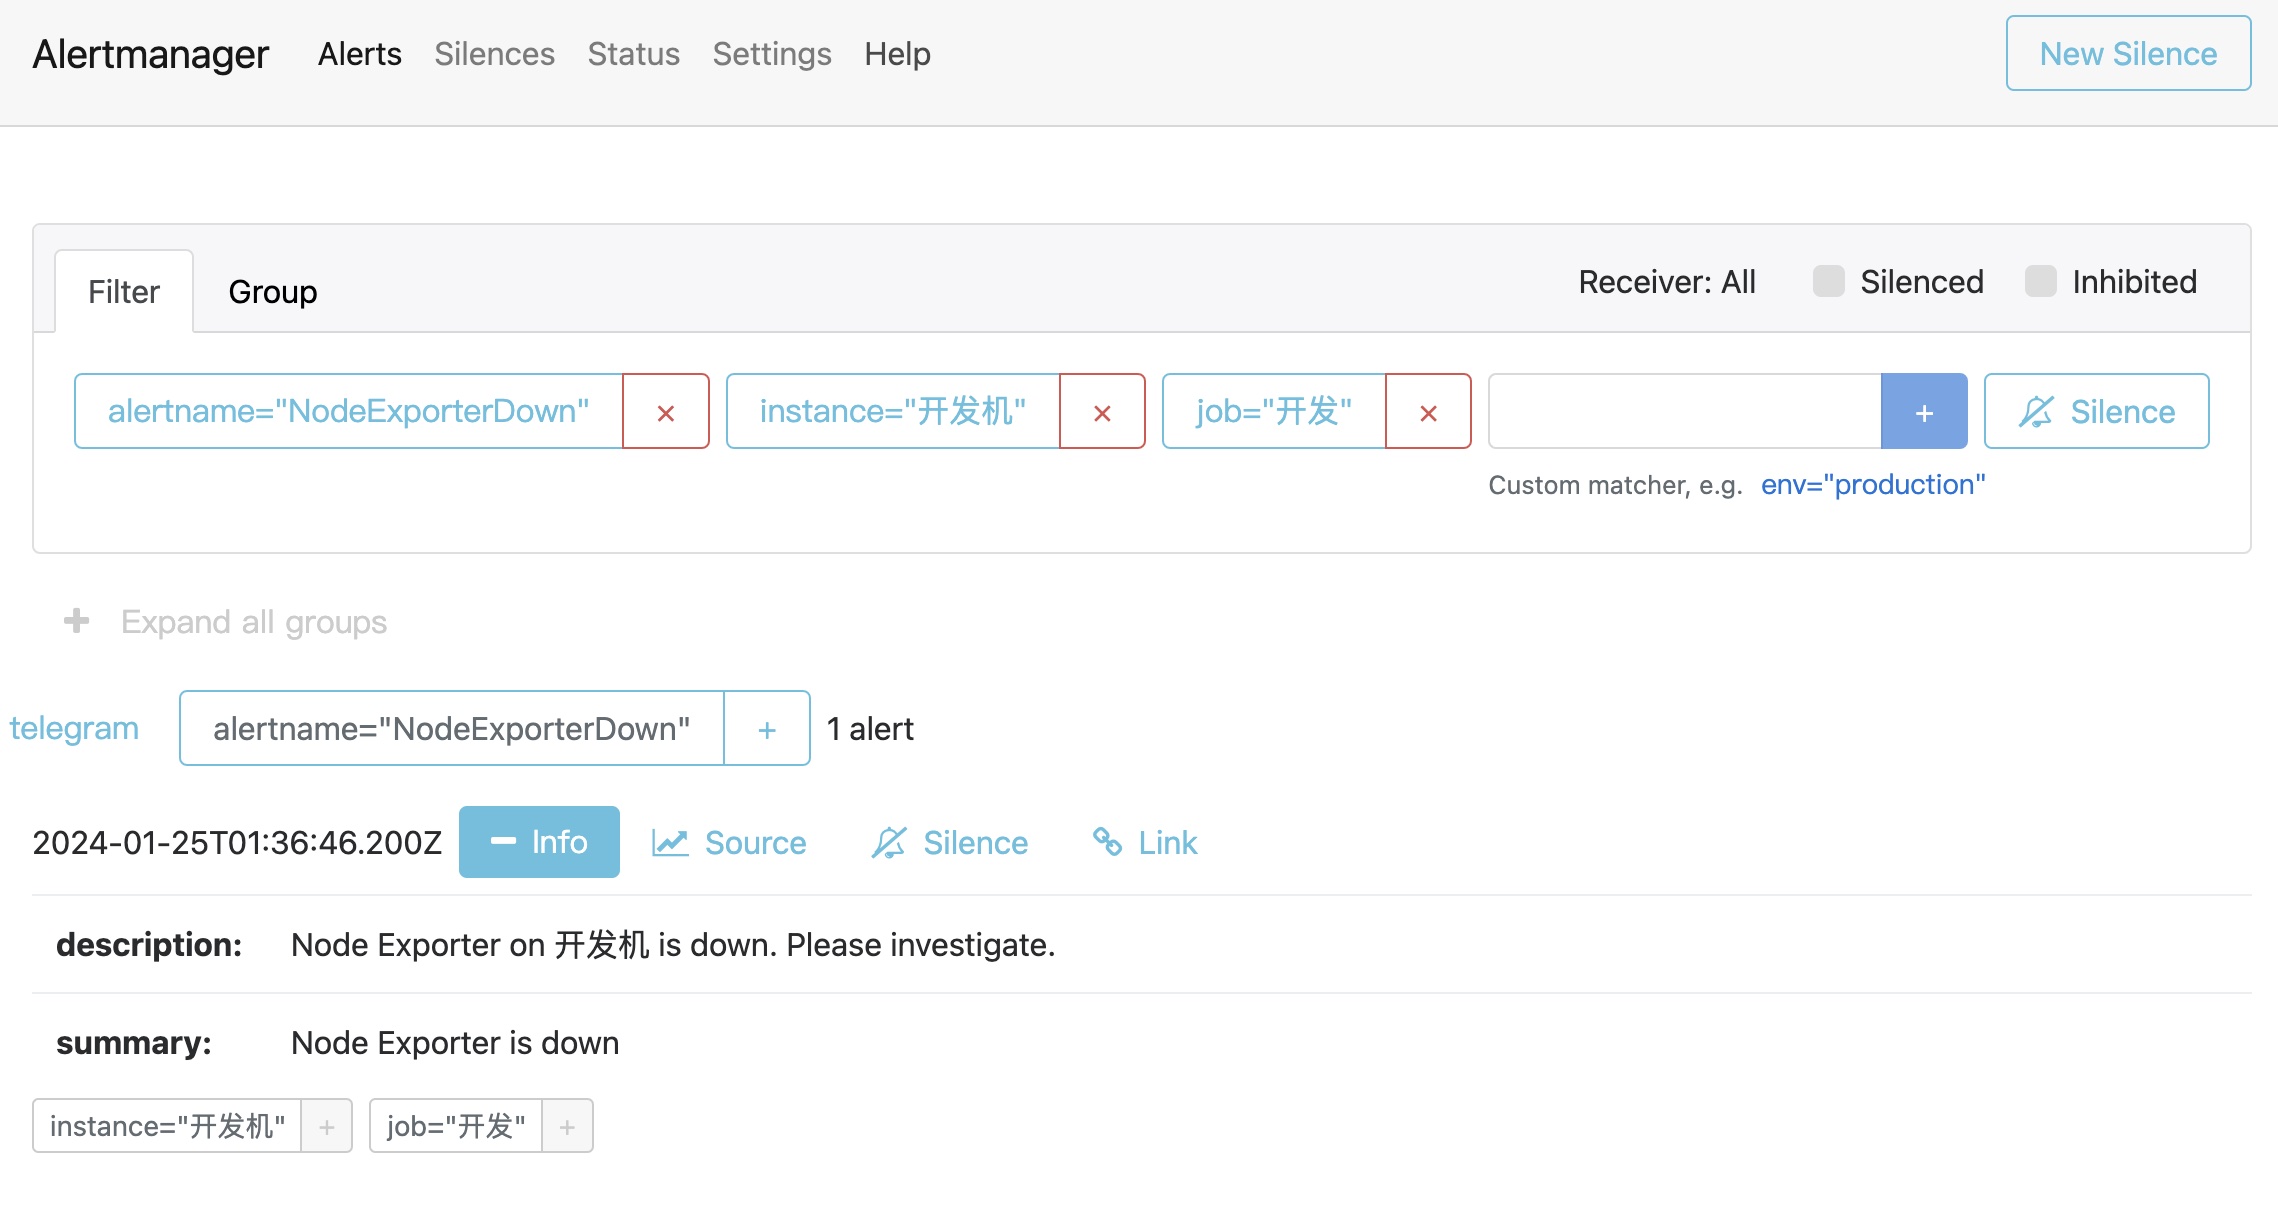 Alertmanager Alerts Silences Status Settings Help New Silence
Filter Group Receiver: All Silenced Inhibited
alertname="NodeExporterDown" × instance="开发机" × job="开发" × + Silence
Custom matcher, e.g. env="production"
+ Expand all groups
telegram alertname="NodeExporterDown" + 1 alert
2024-01-25T01:36:46.200Z Info Source Silence Link
description: Node Exporter on 开发机 is down. Please investigate.
summary: Node Exporter is down
instance="开发机" + job="开发" +